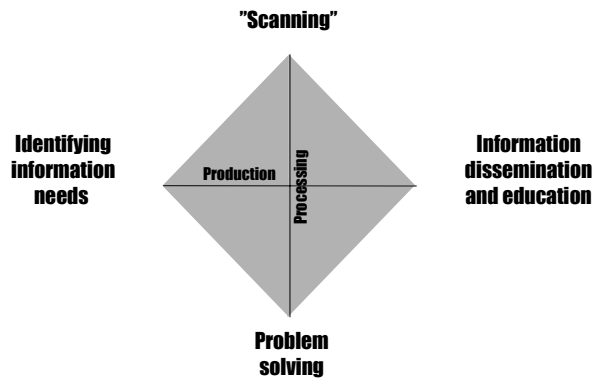 ”Scanning”
Identifying
information
needs
Production
Processing
Information
dissemination
and education
Problem
solving